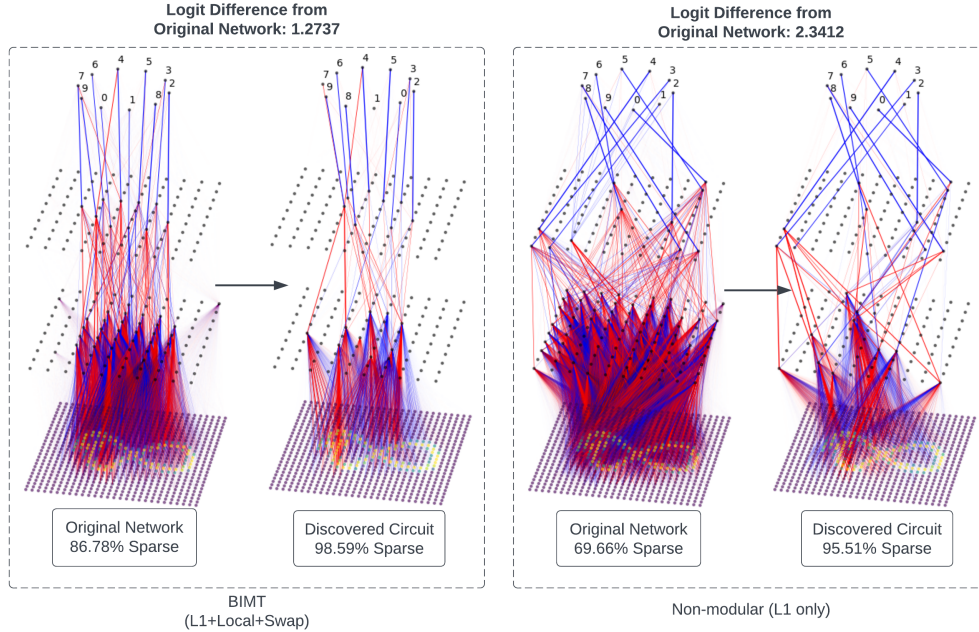 Logit Difference from
Original Network: 1.2737
Logit Difference from
Original Network: 2.3412
7 6 4 5 3
9 0 1 8 2
7 6 4 5 3
9 8 1 0 2
7 6 5 4 3
8 9 0 1 2
7 6 5 4 3
8 9 0 1 2
Original Network
86.78% Sparse
Discovered Circuit
98.59% Sparse
Original Network
69.66% Sparse
Discovered Circuit
95.51% Sparse
BIMT
(L1+Local+Swap)
Non-modular (L1 only)